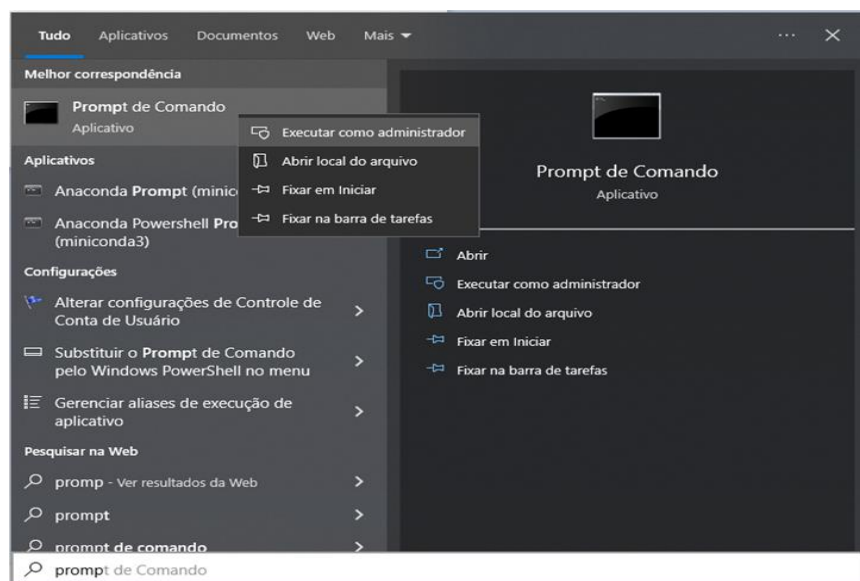 Tudo Aplicativos Documentos Web Mais
Melhor correspondência
Prompt de Comando
Aplicativo
Executar como administrador
Abrir local do arquivo
Fixar em Iniciar
Fixar na barra de tarefas
Aplicativos
Anaconda Prompt (minico
Anaconda Powershell Pro
(miniconda3)
Configurações
Alterar configurações de Controle de
Conta de Usuário
Substituir o Prompt de Comando
pelo Windows PowerShell no menu
Gerenciar aliases de execução de
aplicativo
Pesquisar na Web
promp - Ver resultados da Web
prompt
prompt de comando
prompt de Comando
Prompt de Comando
Aplicativo
Abrir
Executar como administrador
Abrir local do arquivo
Fixar em Iniciar
Fixar na barra de tarefas